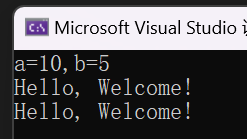 Microsoft Visual Studio
a=10,b=5
Hello, Welcome!
Hello, Welcome!